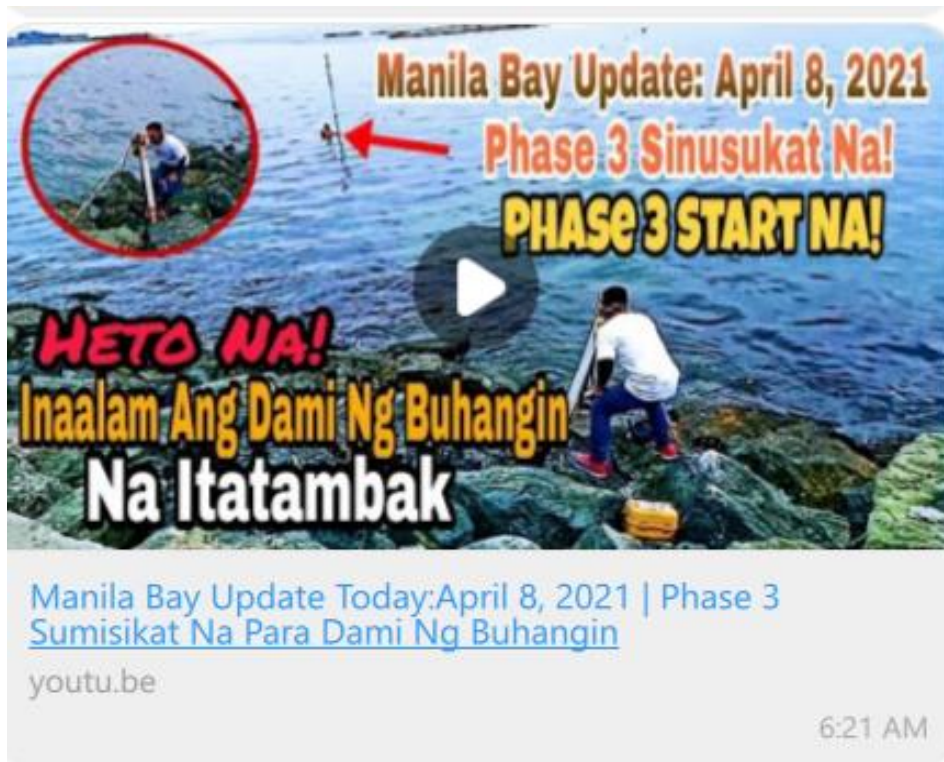 Manila Bay Update: April 8, 2021
Phase 3 Sinusukat Na!
PHASE 3 START NA!
HETO NA!
Inaalam Ang Dami Ng Buhangin
Na Itatambak
Manila Bay Update Today:April 8, 2021 | Phase 3
Sumisikat Na Para Dami Ng Buhangin
youtu.be
6:21 AM